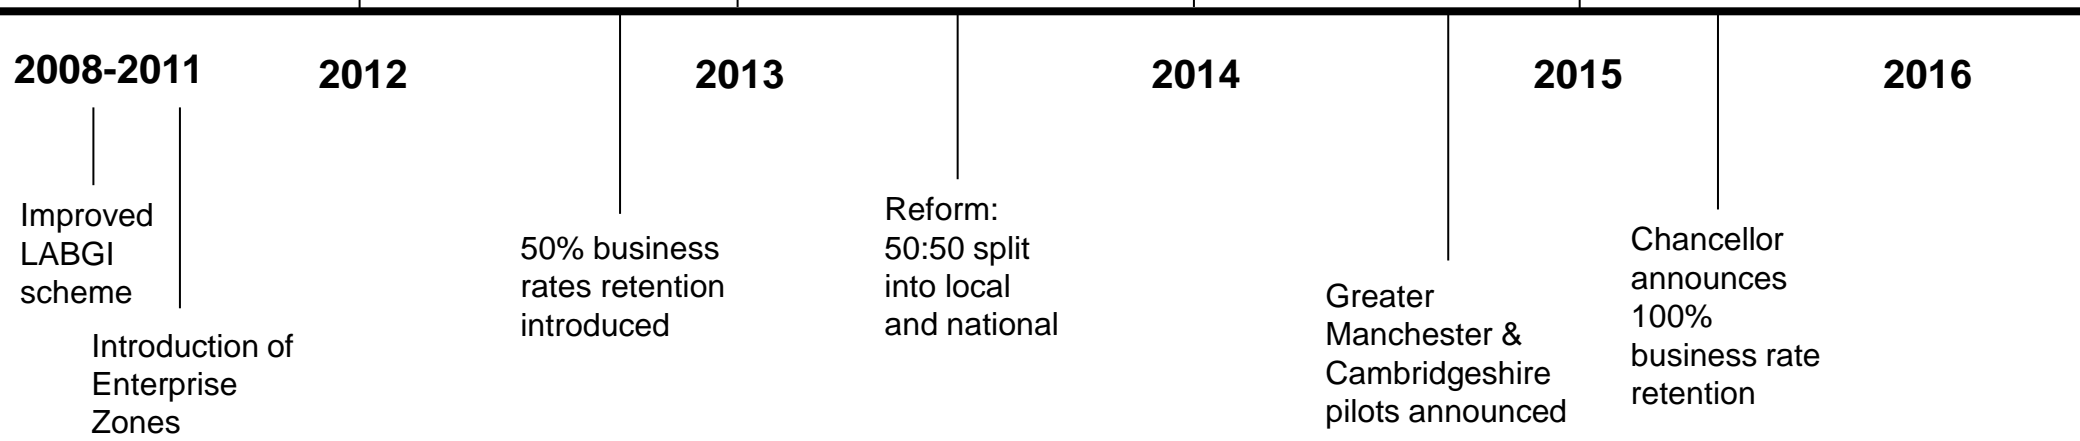 2008-2011
2012
2013
2014
2015
2016
Improved
LABGI
scheme
Introduction of
Enterprise
Zones
50% business
rates retention
introduced
Reform:
50:50 split
into local
and national
Greater
Manchester &
Cambridgeshire
pilots announced
Chancellor
announces
100%
business rate
retention